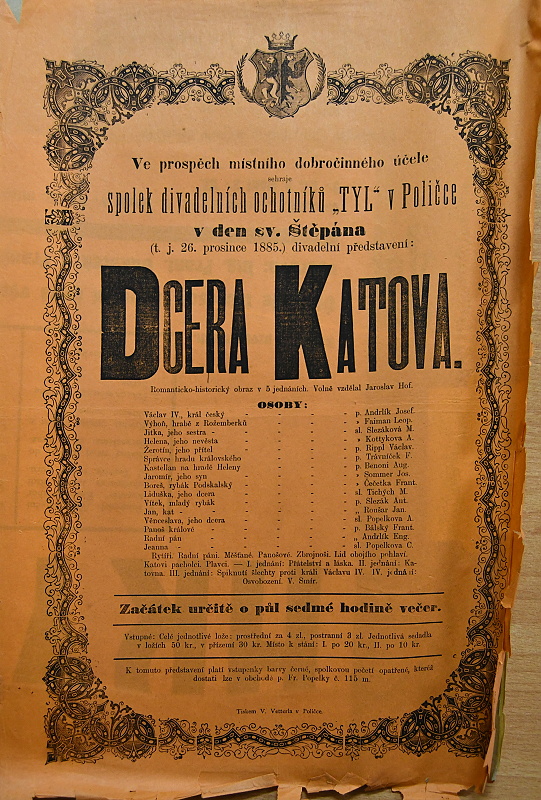 Ve prospěch místního dobročinného účele
sehraje
spolek divadelních ochotníků „TYL“ v Poličce
v den sv. Štěpána
(t. j. 26. prosince 1885.) divadelní představení:
DCERA KATOVA.
Romanticko-historický obraz v 5 jednáních. Volně vzdělal Jaroslav Hof.
OSOBY:
Václav IV., král český - - - - p. Andrlík Josef.
Výboň, hrabě z Rožemberků - - - » Faiman Leop.
Jitka, jeho sestra - - - - sl. Slezáková M.
Helena, jeho nevěsta - - - - » Kottykova A.
Žerotín, jeho přítel - - - - p. Rippl Václav.
Správce hradu královského - - - p. Trávníček F.
Kastellan na hradě Heleny - - - p. Benoni Aug.
Jaromír, jeho syn - - - - » Sommer Jos.
Boreš, rybák Podskalský - - - » Čečetka Frant.
Liduška, jeho dcera - - - - sl. Tichých M.
Vítek, mladý rybák - - - - p. Slezák Ant.
Jan, kat - - - - „ Roušar Jan.
Věnceslava, jeho dcera - - - - sl. Popelkova A.
Panoš králové - - - - p. Bálský Frant.
Radní pán - - - - „ Andrlík Eng.
Jeanna - - - - sl. Popelkova C.
Rytíři. Radní páni. Měšťané. Panošové. Zbrojnoši. Lid obojího pohlaví.
Katovi pacholci. Plavci. — I. jednání: Přátelství a láska. II. jednání: Ka-
tovna. III. jednání: Spiknutí šlechty proti králi Václavu IV. IV. jednání:
Osvobození. V. Smír.
Začátek určitě o půl sedmé hodině večer.
Vstupné: Celé jednotlivé lože: prostřední za 4 zl., postranní 3 zl. Jednotlivá sedadla
v ložích 50 kr., v přízemí 30 kr. Místo k stání: I. po 20 kr., II. po 10 kr.
K tomuto představení platí vstupenky barvy černé, spolkovou pečetí opatřené, kteréž
dostati lze v obchodě p. Fr. Popelky č. 115 m.
Tiskem V. Vetterla v Poličce.